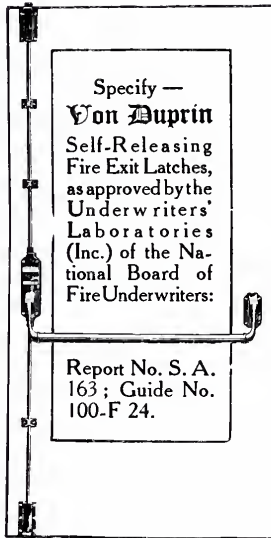 Specify —
Von Duprin
Self-Releasing
Fire Exit Latches,
as approved by the
Underwriters'
Laboratories
(Inc.) of the Na-
tional Board of
Fire Underwriters:
Report No. S. A.
163; Guide No.
100-F 24.